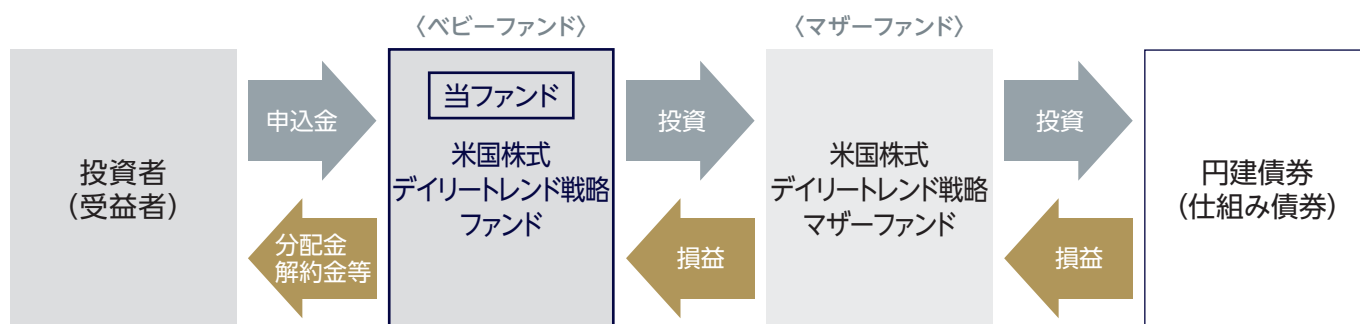 〈ベビーファンド〉
〈マザーファンド〉
投資者
（受益者）
申込金
分配金
解約金等
当ファンド
米国株式
デイリートレンド戦略
ファンド
投資
損益
米国株式
デイリートレンド戦略
マザーファンド
投資
損益
円建債券
（仕組み債券）